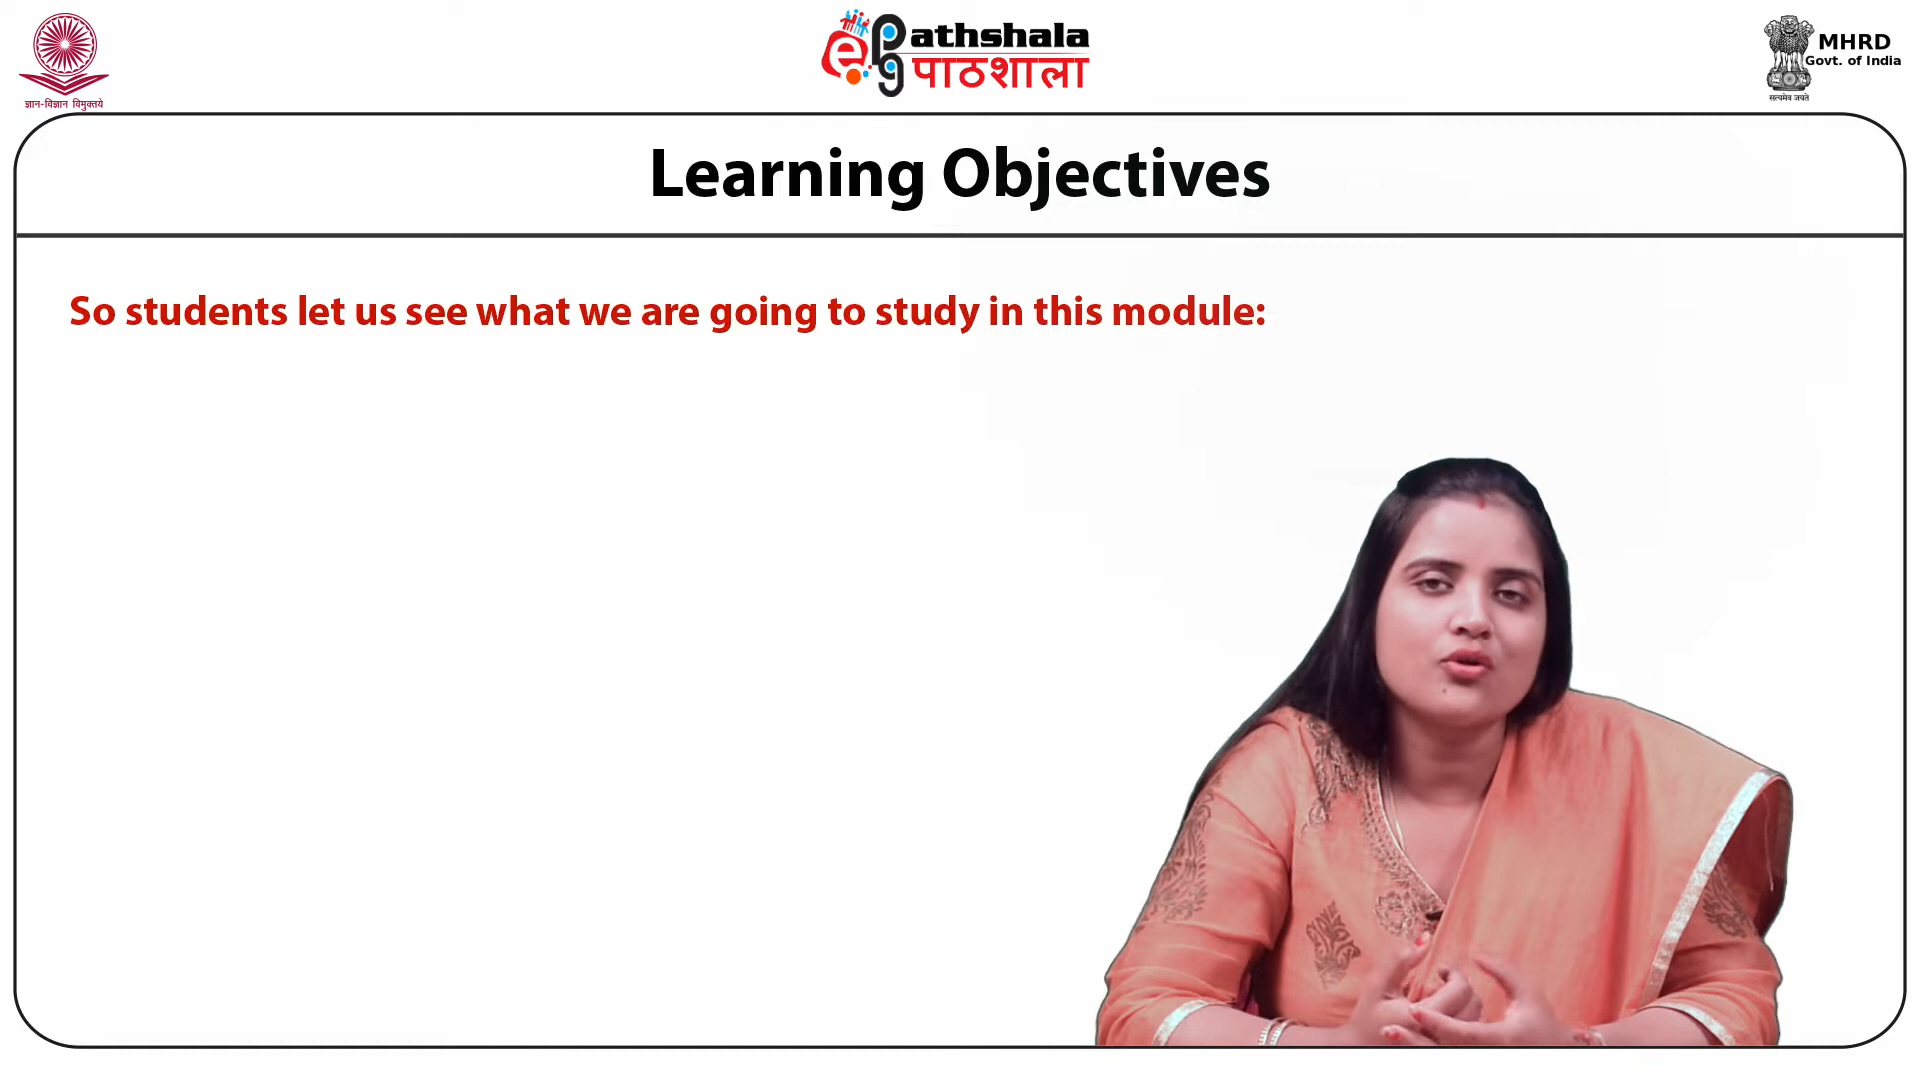 ज्ञान-विज्ञान विमुक्तये
ePG Pathshala
पाठशाला
MHRD
Govt. of India
सत्यमेव जयते
Learning Objectives
So students let us see what we are going to study in this module: